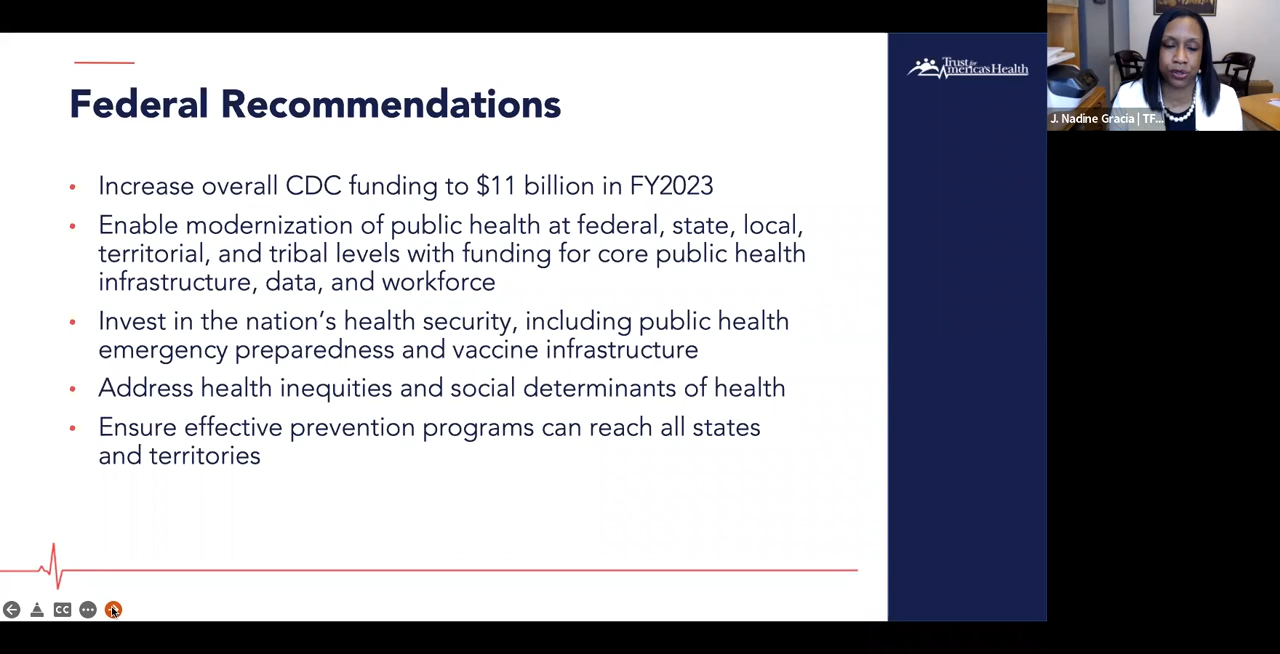 Federal Recommendations
• Increase overall CDC funding to $11 billion in FY2023
• Enable modernization of public health at federal, state, local,
territorial, and tribal levels with funding for core public health
infrastructure, data, and workforce
• Invest in the nation's health security, including public health
emergency preparedness and vaccine infrastructure
• Address health inequities and social determinants of health
• Ensure effective prevention programs can reach all states
and territories
Trust for
America's Health
J. Nadine Gracia | TF...
CC